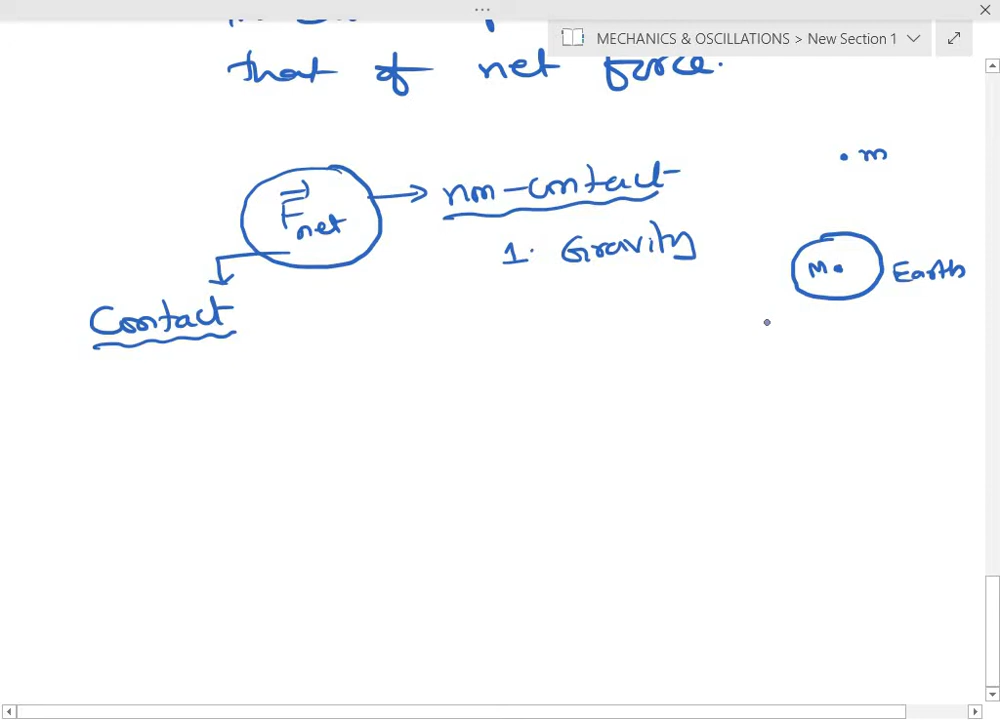 MECHANICS & OSCILLATIONS > New Section 1
that of net force.
• m
F net
non-contact
1. Gravity
M •
Earth
Contact